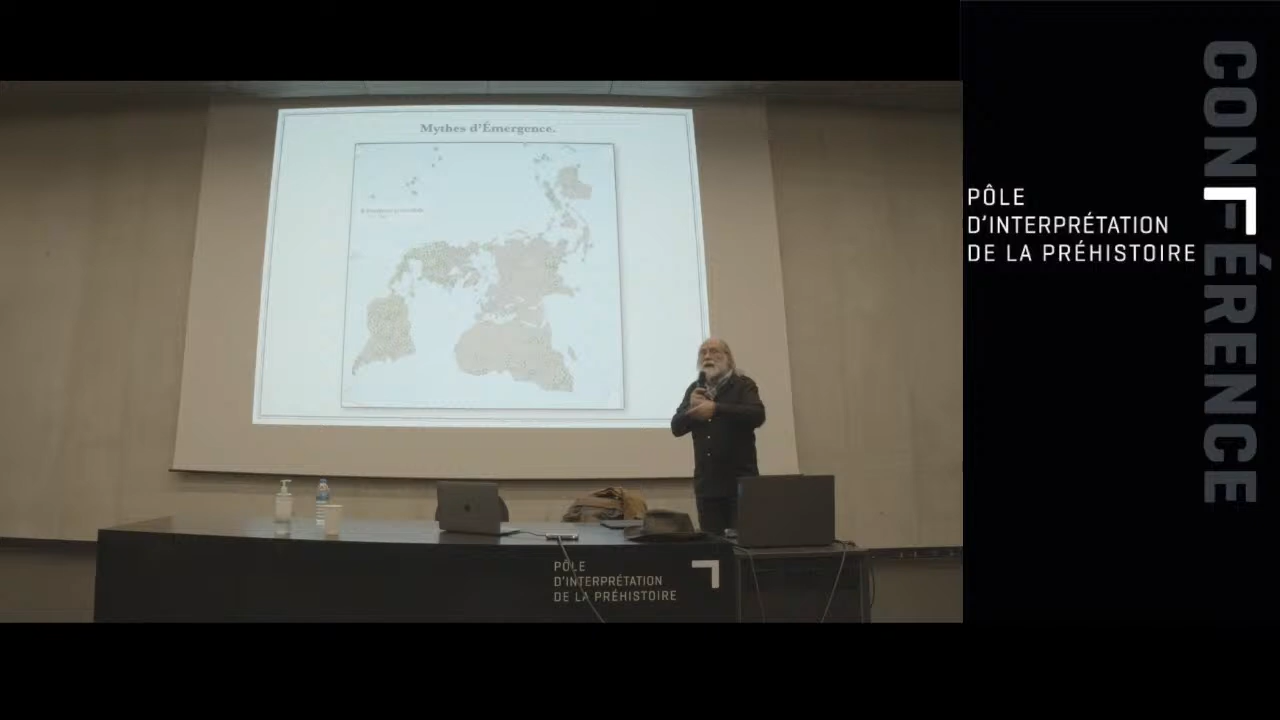 Mythes d'Émergence.
PÔLE
D'INTERPRÉTATION
DE LA PRÉHISTOIRE
CONFÉRENCE
PÔLE
D'INTERPRÉTATION
DE LA PRÉHISTOIRE